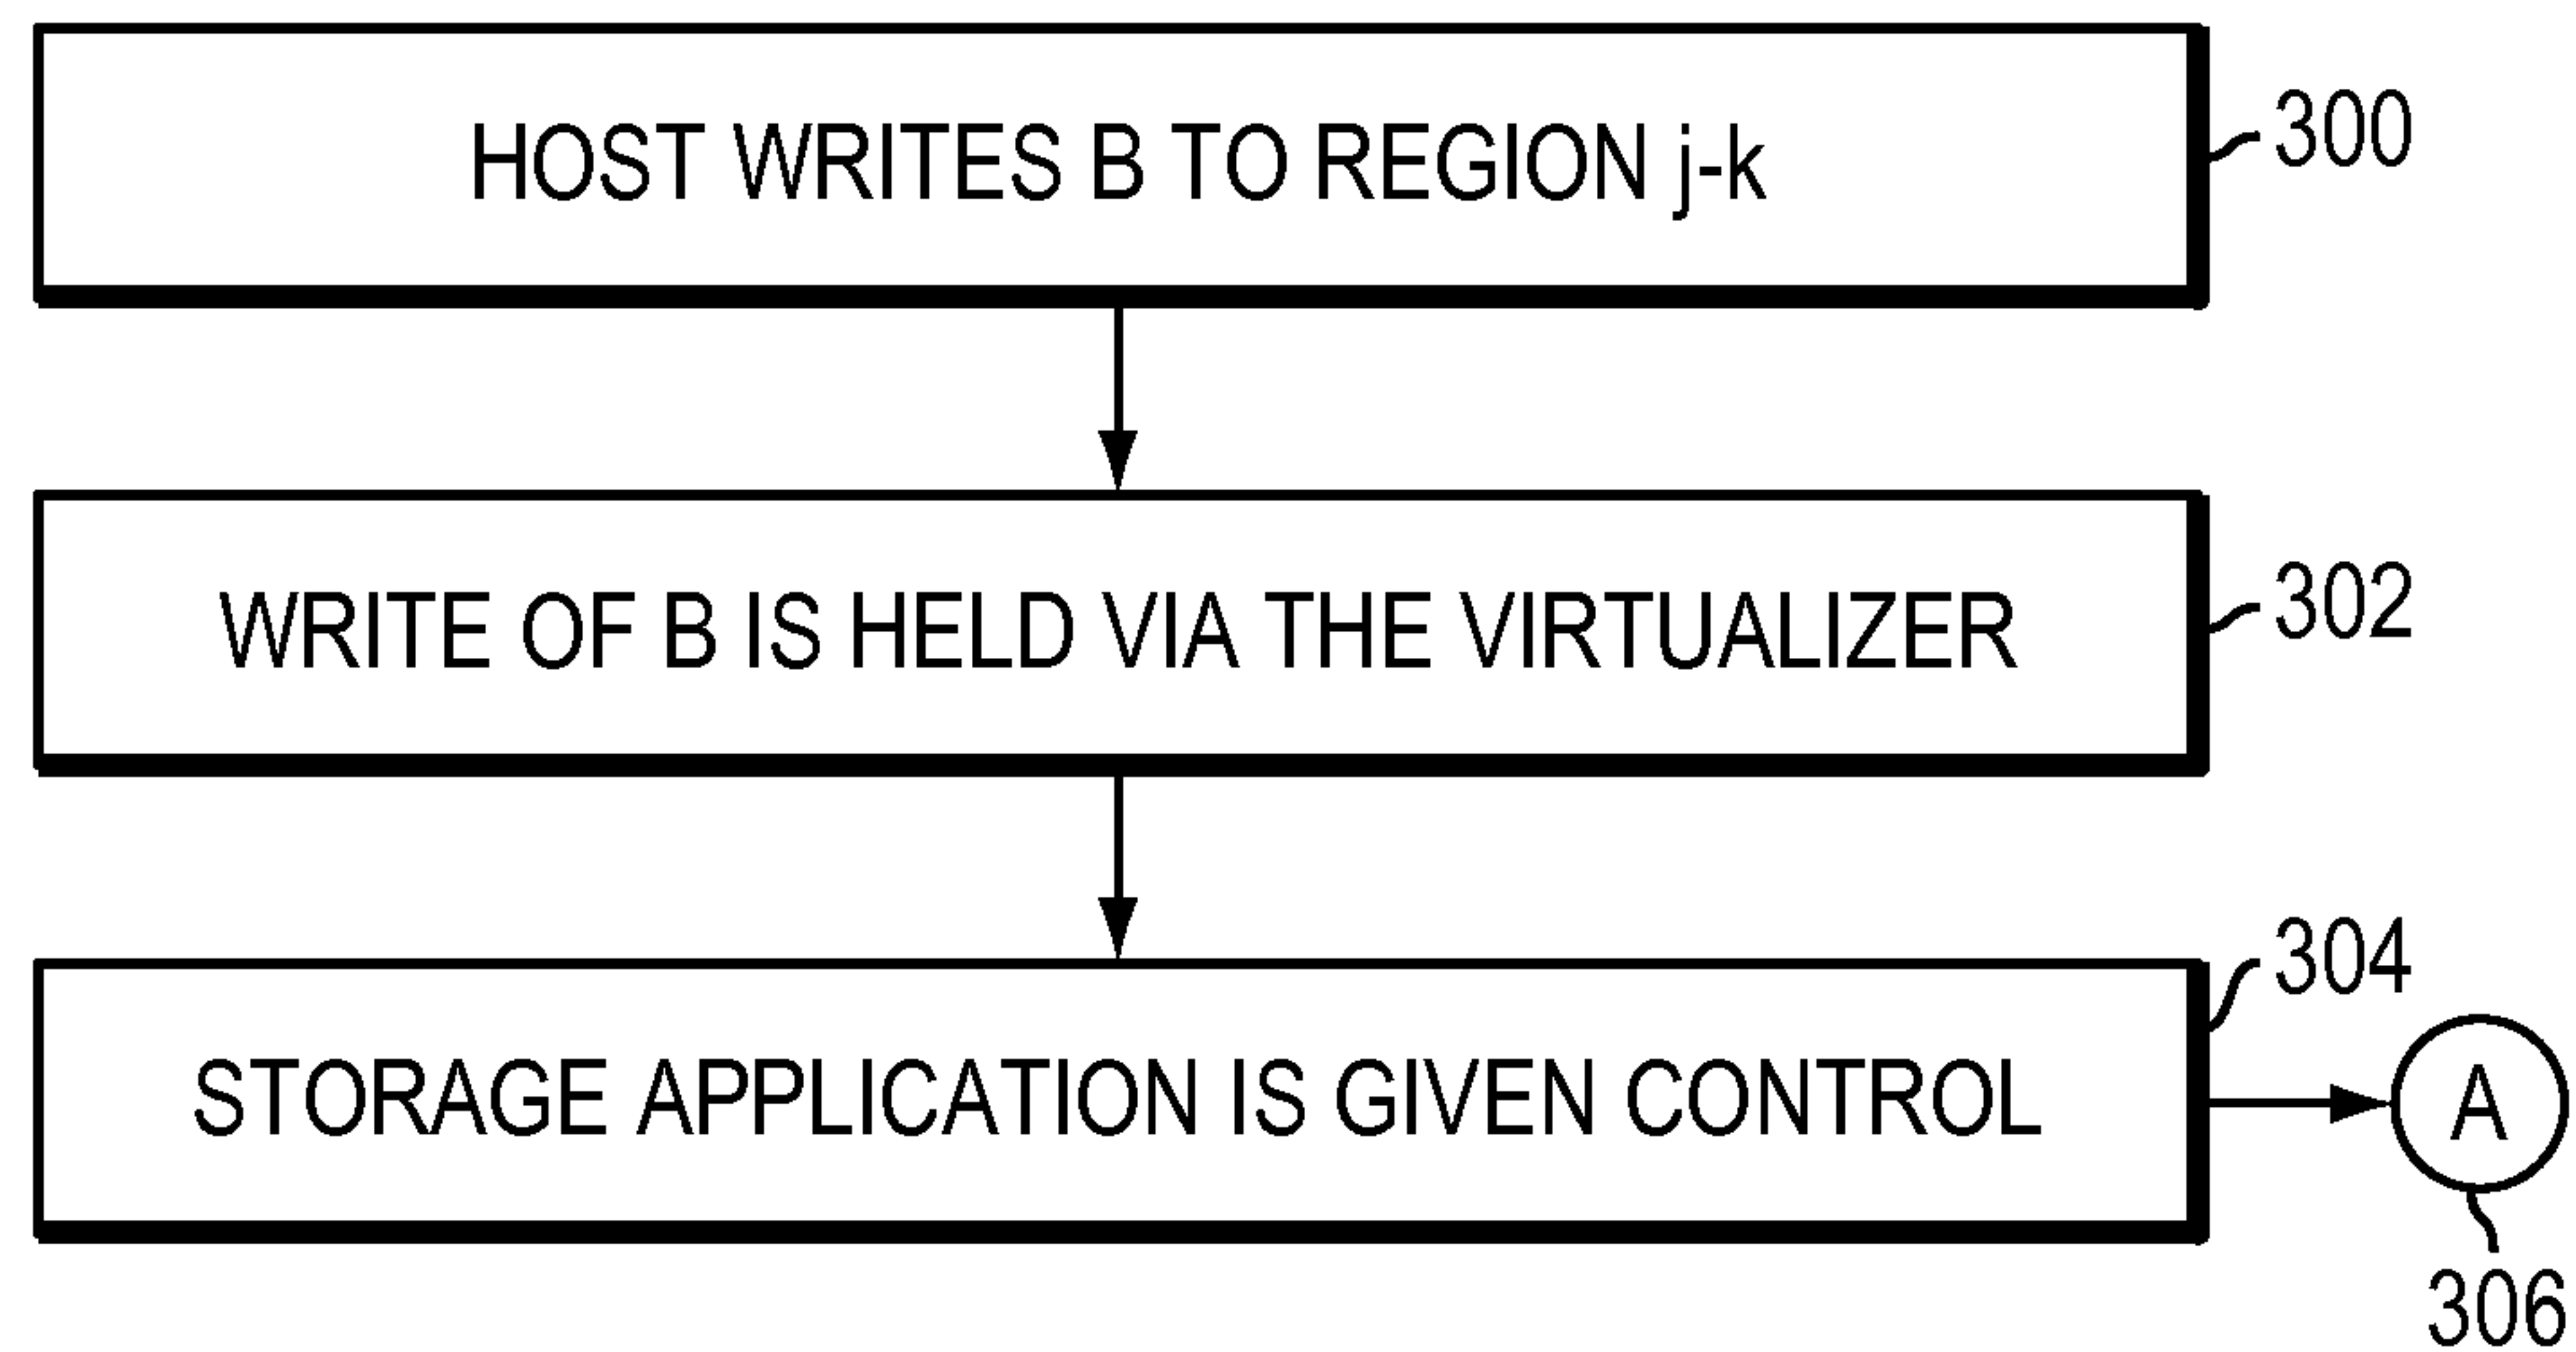 HOST WRITES B TO REGION j-k
300
WRITE OF B IS HELD VIA THE VIRTUALIZER
302
304
STORAGE APPLICATION IS GIVEN CONTROL
A
306